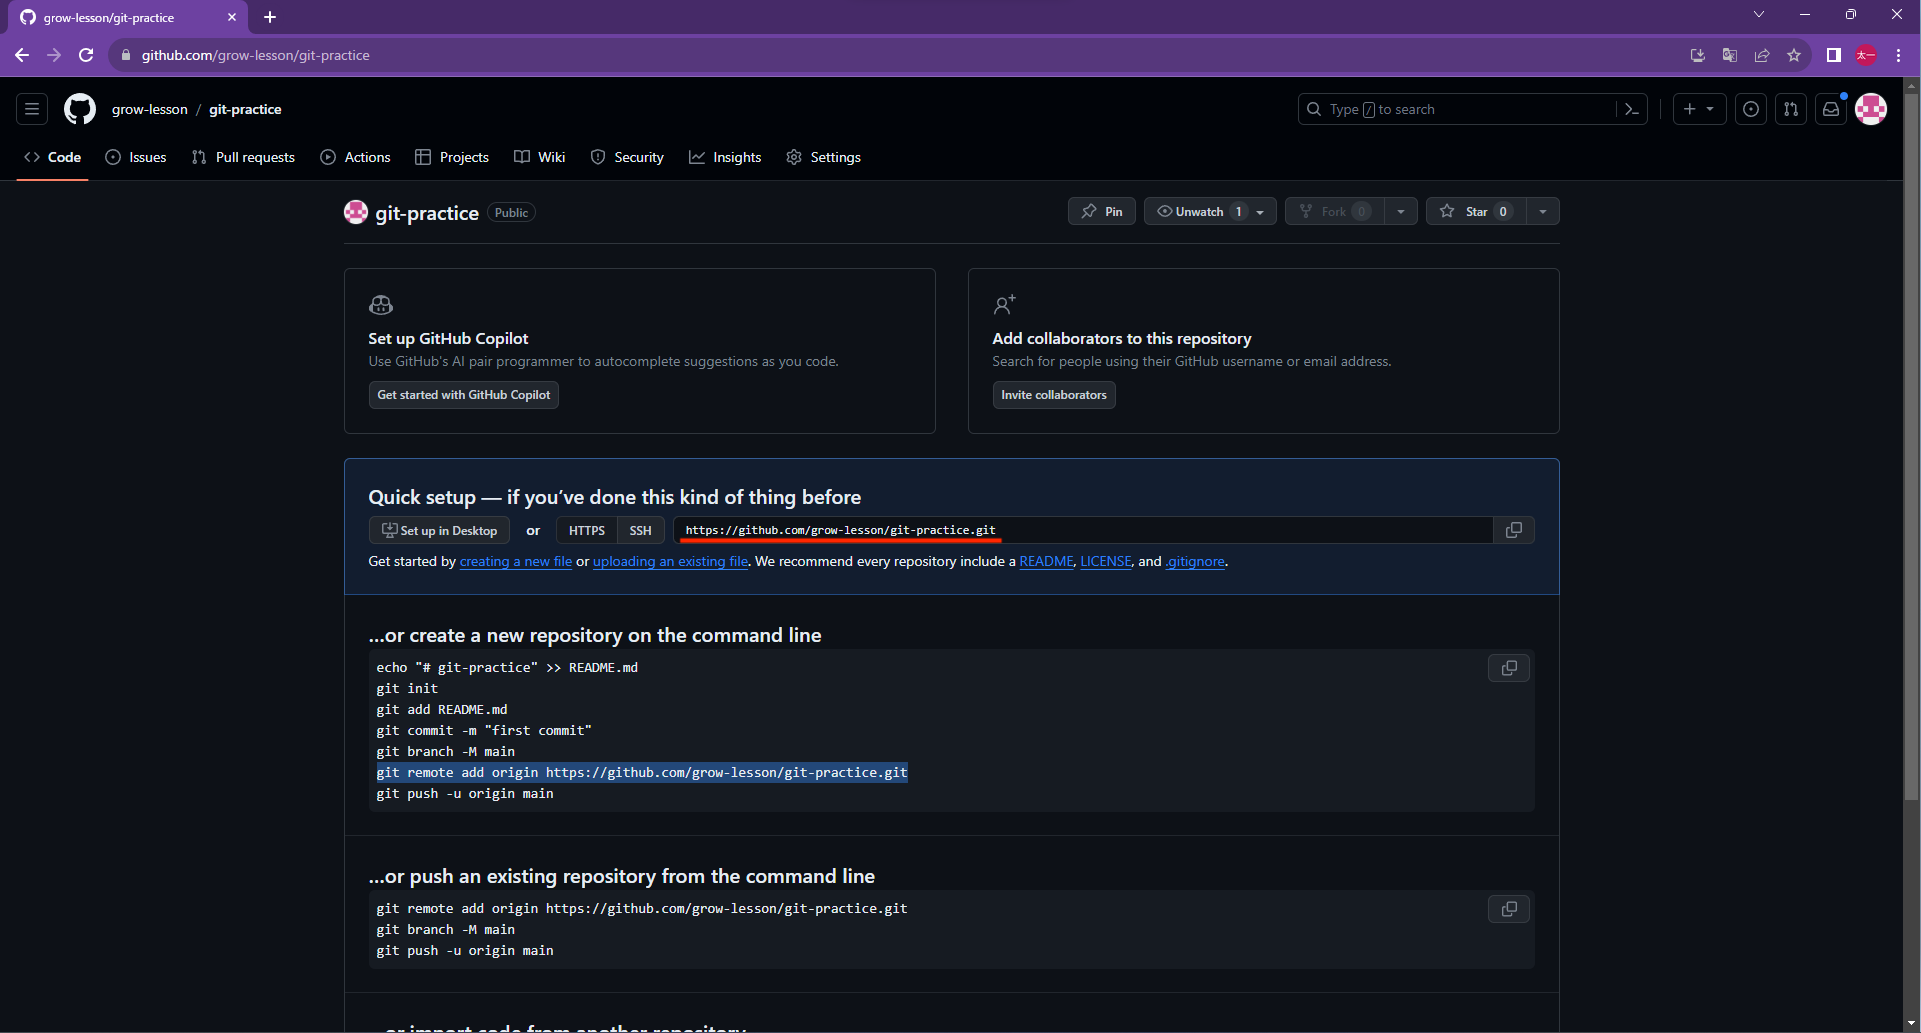 grow-lesson/git-practice
github.com/grow-lesson/git-practice
太一
grow-lesson / git-practice
Type / to search
Code Issues Pull requests Actions Projects Wiki Security Insights Settings
git-practice Public
Pin Unwatch 1 Fork 0 Star 0
Set up GitHub Copilot
Use GitHub's AI pair programmer to autocomplete suggestions as you code.
Get started with GitHub Copilot
Add collaborators to this repository
Search for people using their GitHub username or email address.
Invite collaborators
Quick setup — if you’ve done this kind of thing before
Set up in Desktop or HTTPS SSH https://github.com/grow-lesson/git-practice.git
Get started by creating a new file or uploading an existing file. We recommend every repository include a README, LICENSE, and .gitignore.
…or create a new repository on the command line
echo "# git-practice" >> README.md
git init
git add README.md
git commit -m "first commit"
git branch -M main
git remote add origin https://github.com/grow-lesson/git-practice.git
git push -u origin main
…or push an existing repository from the command line
git remote add origin https://github.com/grow-lesson/git-practice.git
git branch -M main
git push -u origin main
…or import code from another repository